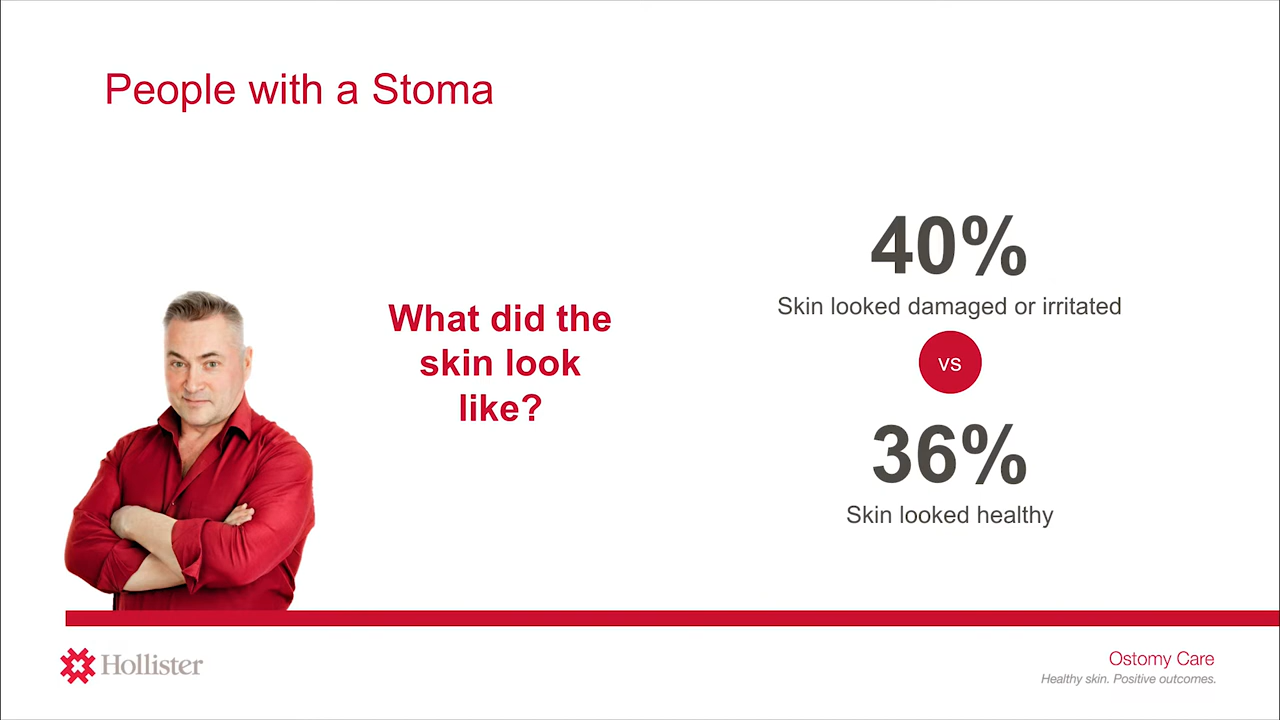 People with a Stoma
What did the
skin look
like?
40%
Skin looked damaged or irritated
vs
36%
Skin looked healthy
Hollister
Ostomy Care
Healthy skin. Positive outcomes.